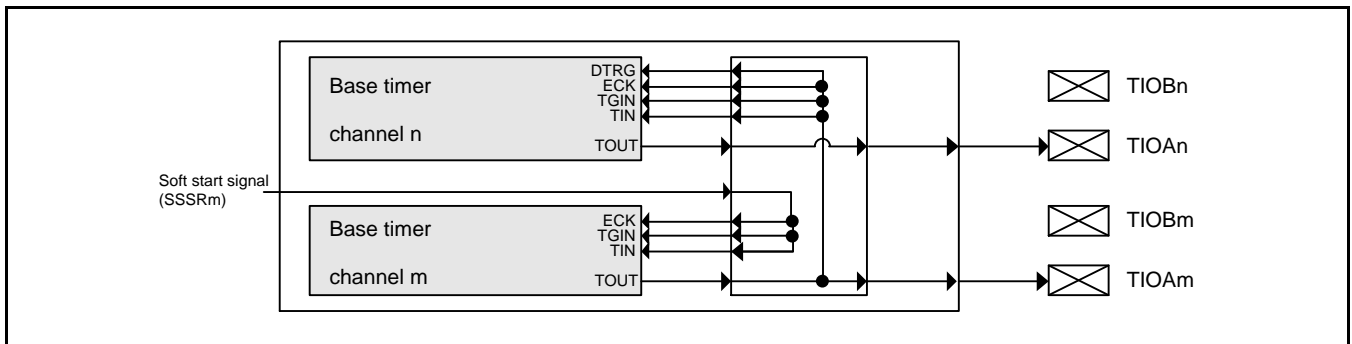 Base timer
channel n
DTRG
ECK
TGIN
TIN
TOUT
TIOBn
TIOAn
Soft start signal
(SSSRm)
Base timer
channel m
ECK
TGIN
TIN
TOUT
TIOBm
TIOAm